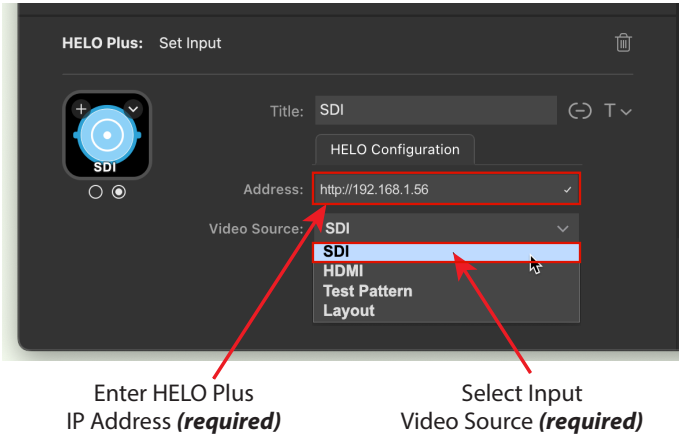 HELO Plus: Set Input
Title: SDI
T
HELO Configuration
SDI
Address: http://192.168.1.56
Video Source: SDI
SDI
HDMI
Test Pattern
Layout
Enter HELO Plus
IP Address (required)
Select Input
Video Source (required)